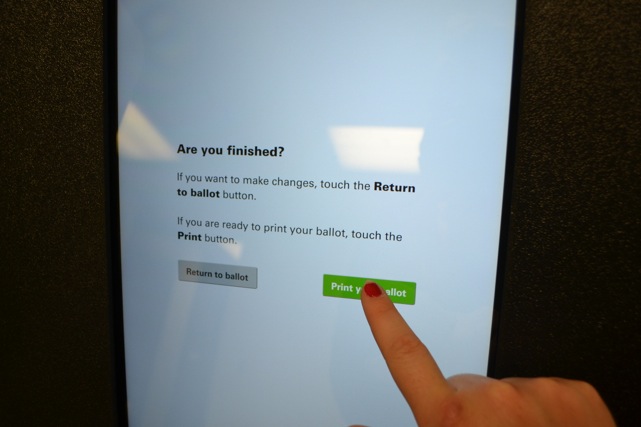 Are you finished?
If you want to make changes, touch the Return
to ballot button.
If you are ready to print your ballot, touch the
Print button.
Return to ballot
Print ballot